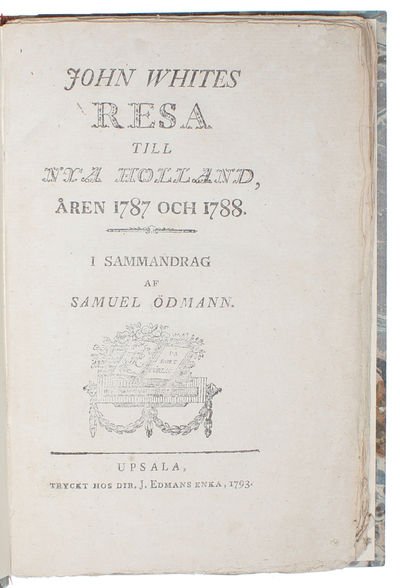 JOHN WHITES
RESA
TILL
NYA HOLLAND,
ÅREN 1787 OCH 1788.
I SAMMANDRAG
AF
SAMUEL ÖDMANN.
UPSALA,
TRYCKT HOS DIR. J. EDMANS ENKA, 1793.